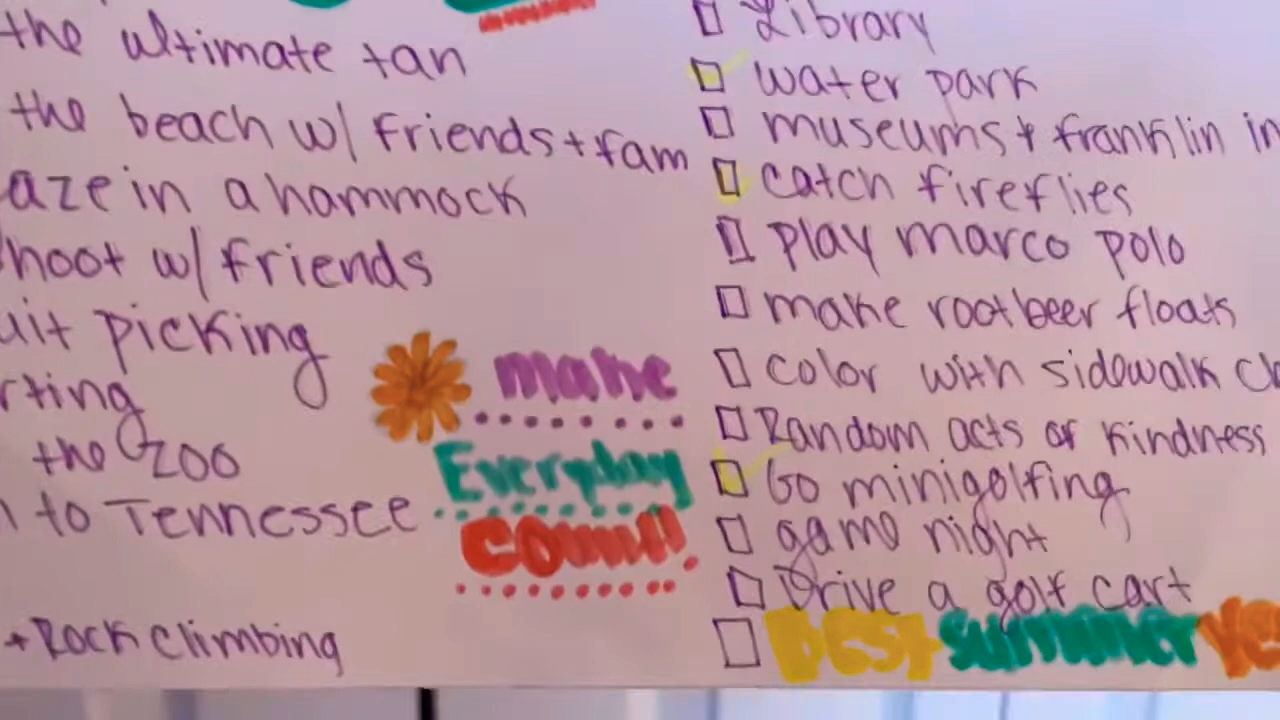 the ultimate tan
the beach w/ friends + fam
aze in a hammock
hoot w/ friends
uit picking
rting
the zoo
to Tennessee
+ Rock climbing
make
Everyday
count!
Library
water park
museums + franklin in
catch fireflies
play marco polo
make rootbeer floats
color with sidewalk ch
Random acts of kindness
Go minigolfing
game night
Drive a golf cart
BEST summer Ye